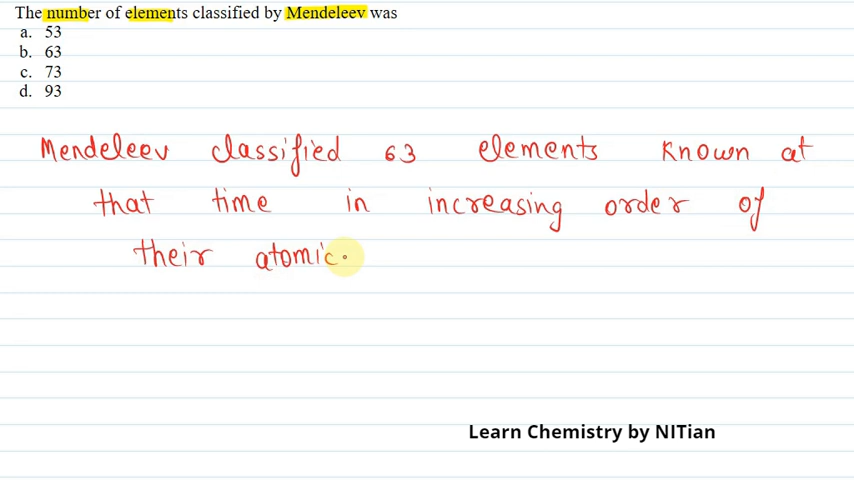 The number of elements classified by Mendeleev was
a. 53
b. 63
c. 73
d. 93
Mendeleev classified 63 elements known at
that time in increasing order of
their atomic
Learn Chemistry by NITian